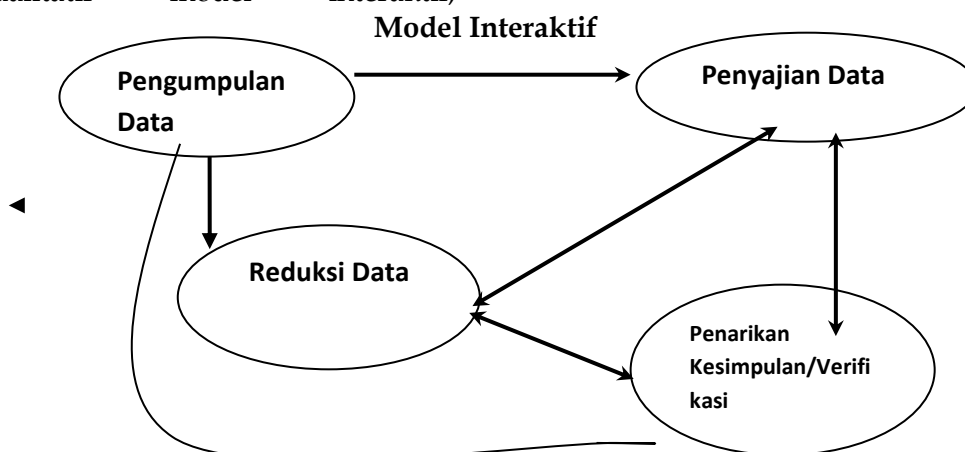 Model Interaktif
Pengumpulan
Data
Penyajian Data
Reduksi Data
Penarikan
Kesimpulan/Verifi
kasi